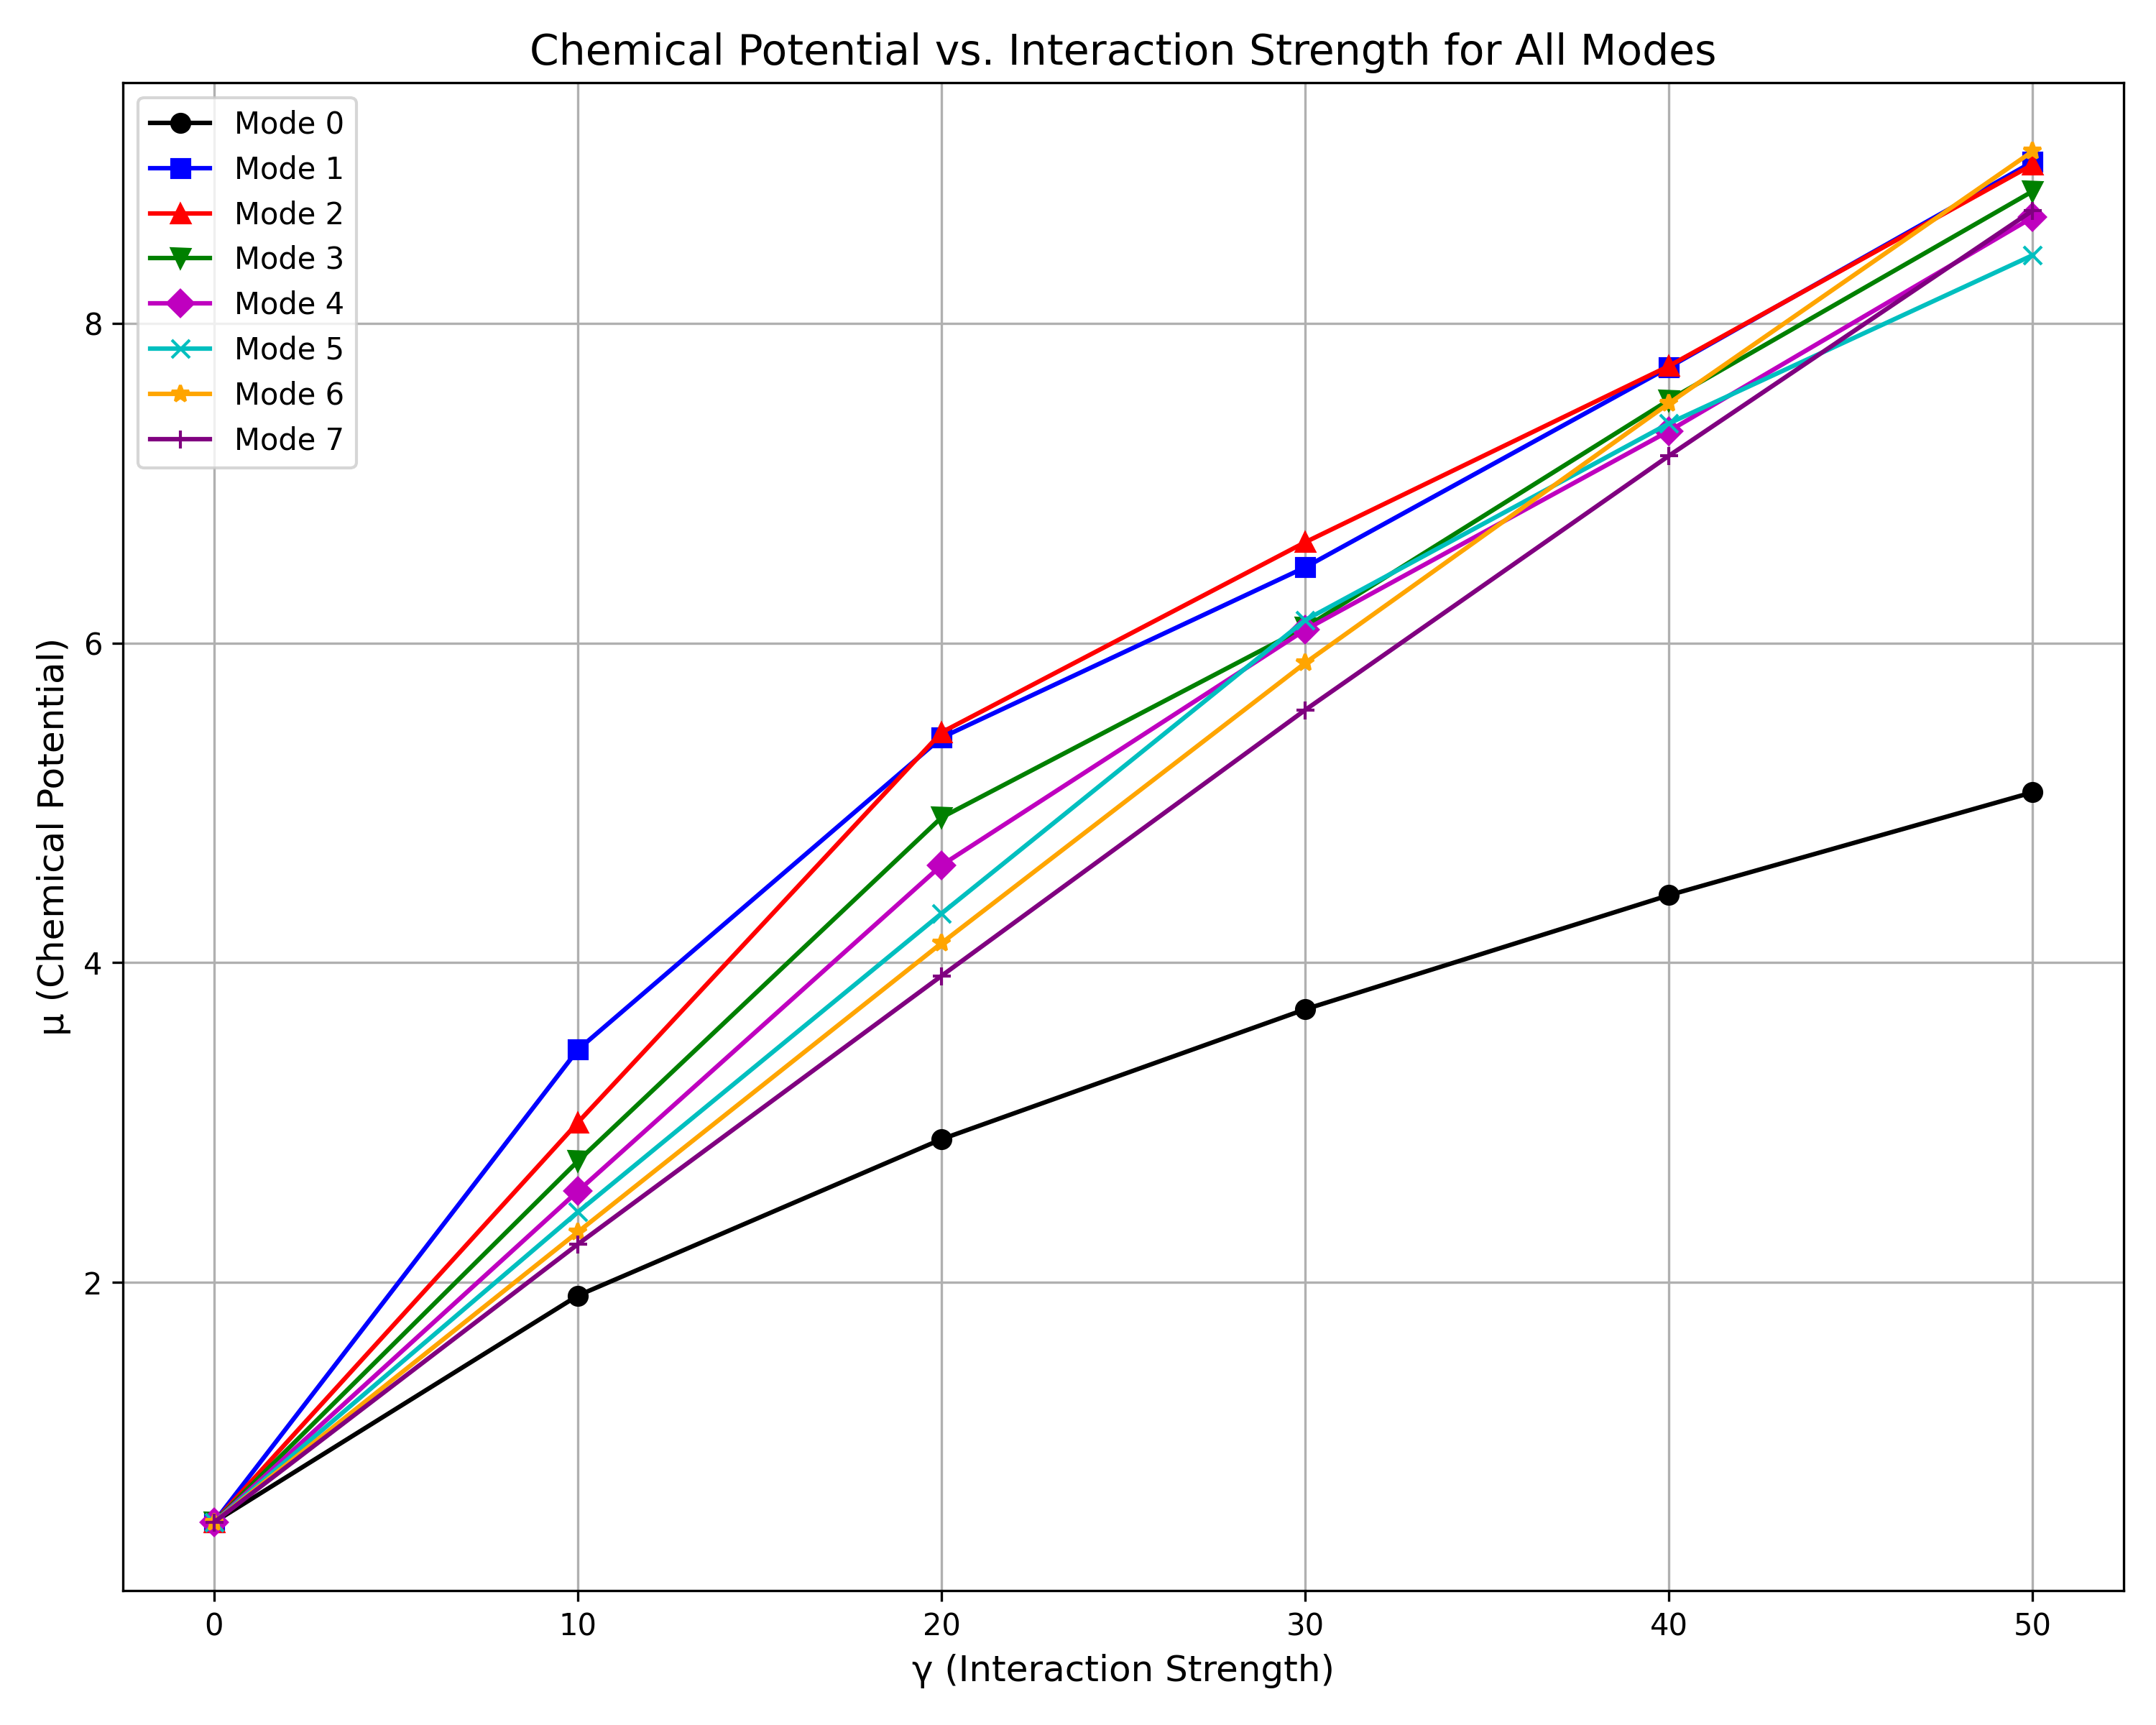 Chemical Potential vs. Interaction Strength for All Modes
Mode 0
Mode 1
Mode 2
Mode 3
Mode 4
Mode 5
Mode 6
Mode 7
8
6
4
2
μ (Chemical Potential)
0 10 20 30 40 50
γ (Interaction Strength)